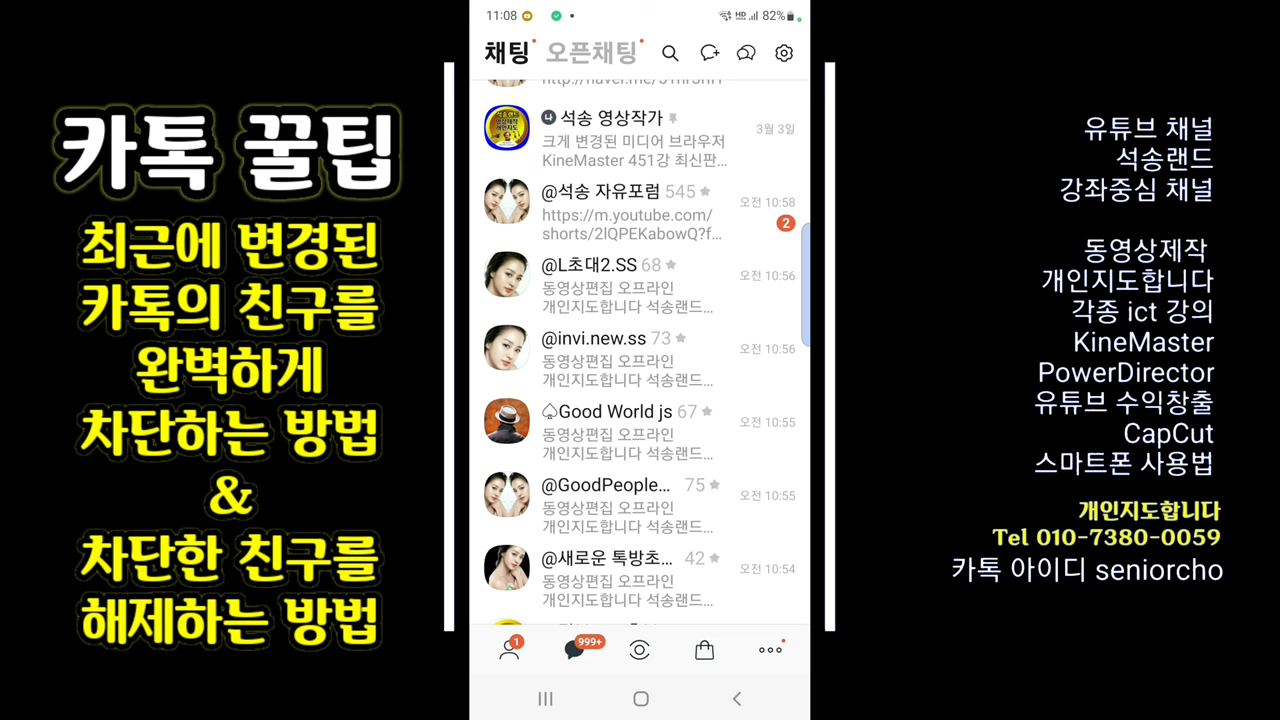 카톡 꿀팁
최근에 변경된
카톡의 친구를
완벽하게
차단하는 방법
&
차단한 친구를
해제하는 방법
11:08
82%
채팅 오픈채팅
나 석송 영상작가
3월 3일
크게 변경된 미디어 브라우저
KineMaster 451강 최신판...
@석송 자유포럼 545
오전 10:58
https://m.youtube.com/
shorts/2lQPEKabowQ?f...
2
@L초대2.SS 68
오전 10:56
동영상편집 오프라인
개인지도합니다 석송랜드...
@invi.new.ss 73
오전 10:56
동영상편집 오프라인
개인지도합니다 석송랜드...
♤Good World js 67
오전 10:55
동영상편집 오프라인
개인지도합니다 석송랜드...
@GoodPeople... 75
오전 10:55
동영상편집 오프라인
개인지도합니다 석송랜드...
@새로운 톡방초... 42
오전 10:54
동영상편집 오프라인
개인지도합니다 석송랜드...
1
999+
유튜브 채널
석송랜드
강좌중심 채널
동영상제작
개인지도합니다
각종 ict 강의
KineMaster
PowerDirector
유튜브 수익창출
CapCut
스마트폰 사용법
개인지도합니다
Tel 010-7380-0059
카톡 아이디 seniorcho